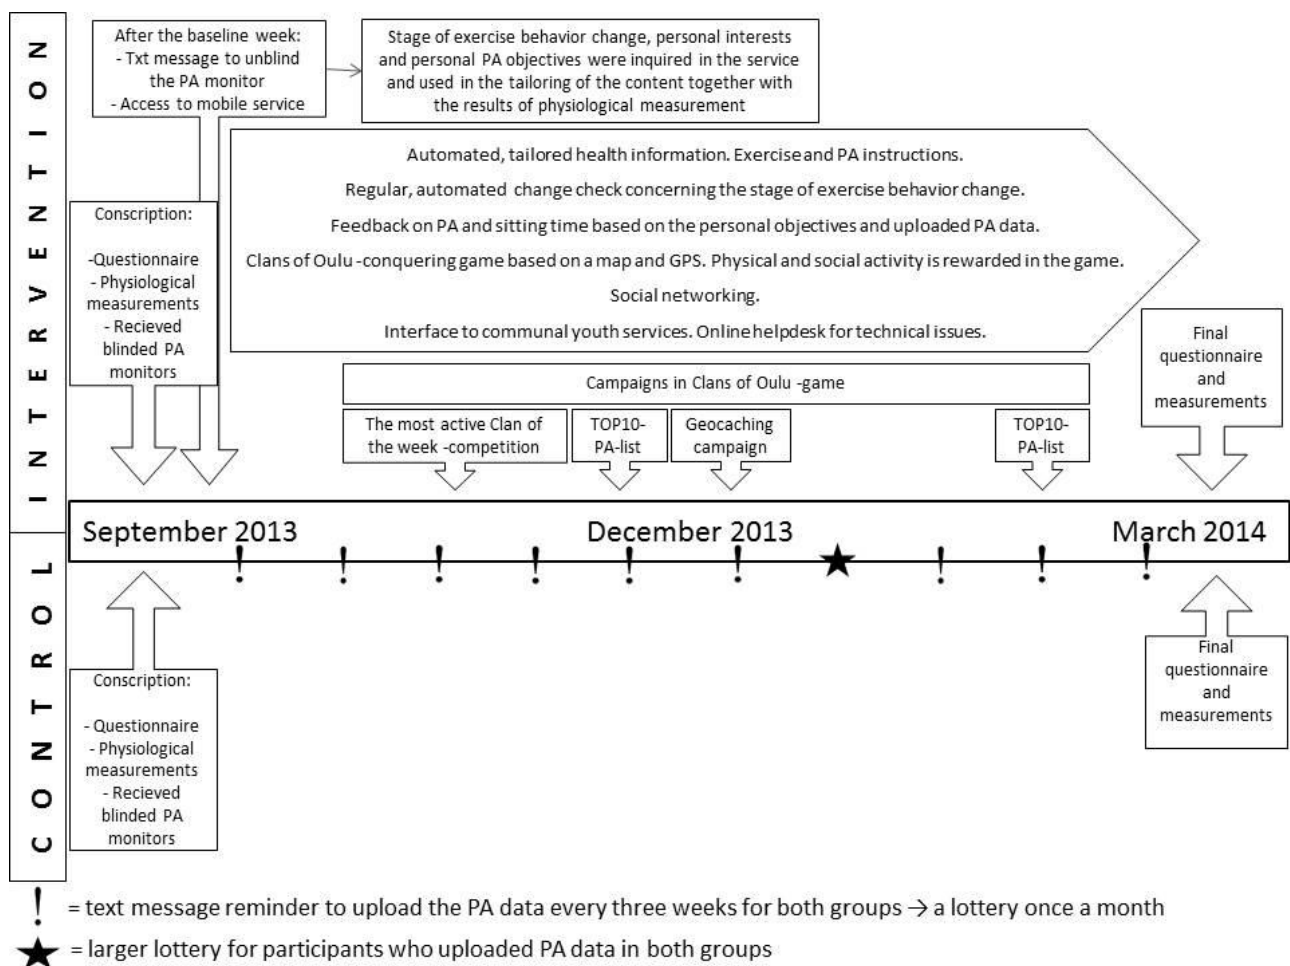 INTERVENTION
After the baseline week:
- Txt message to unblind
the PA monitor
- Access to mobile service
Stage of exercise behavior change, personal interests
and personal PA objectives were inquired in the service
and used in the tailoring of the content together with
the results of physiological measurement
Automated, tailored health information. Exercise and PA instructions.
Regular, automated change check concerning the stage of exercise behavior change.
Feedback on PA and sitting time based on the personal objectives and uploaded PA data.
Clans of Oulu -conquering game based on a map and GPS. Physical and social activity is rewarded in the game.
Social networking.
Interface to communal youth services. Online helpdesk for technical issues.
Conscription:
-Questionnaire
- Physiological
measurements
- Recieved
blinded PA
monitors
Final
questionnaire
and
measurements
Campaigns in Clans of Oulu -game
The most active Clan of
the week -competition
TOP10-
PA-list
Geocaching
campaign
TOP10-
PA-list
September 2013
December 2013
March 2014
! ! ! ! ! ! ★ ! ! !
CONTROL
Conscription:
- Questionnaire
- Physiological
measurements
- Recieved
blinded PA
monitors
Final
questionnaire
and
measurements
! = text message reminder to upload the PA data every three weeks for both groups → a lottery once a month
★ = larger lottery for participants who uploaded PA data in both groups